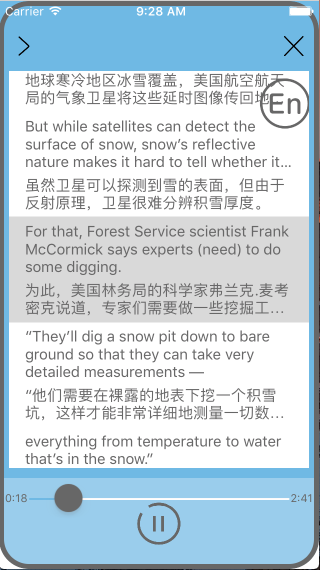 Carrier 9:28 AM
地球寒冷地区冰雪覆盖，美国航空航天
局的气象卫星将这些延时图像传回地
En
But while satellites can detect the
surface of snow, snow’s reflective
nature makes it hard to tell whether it...
虽然卫星可以探测到雪的表面，但由于
反射原理，卫星很难分辨积雪厚度。
For that, Forest Service scientist Frank
McCormick says experts (need) to do
some digging.
为此，美国林务局的科学家弗兰克.麦考
密克说道，专家们需要做一些挖掘工...
“They’ll dig a snow pit down to bare
ground so that they can take very
detailed measurements —
“他们需要在裸露的地表下挖一个积雪
坑，这样才能非常详细地测量一切数...
everything from temperature to water
that’s in the snow.”
0:18 2:41